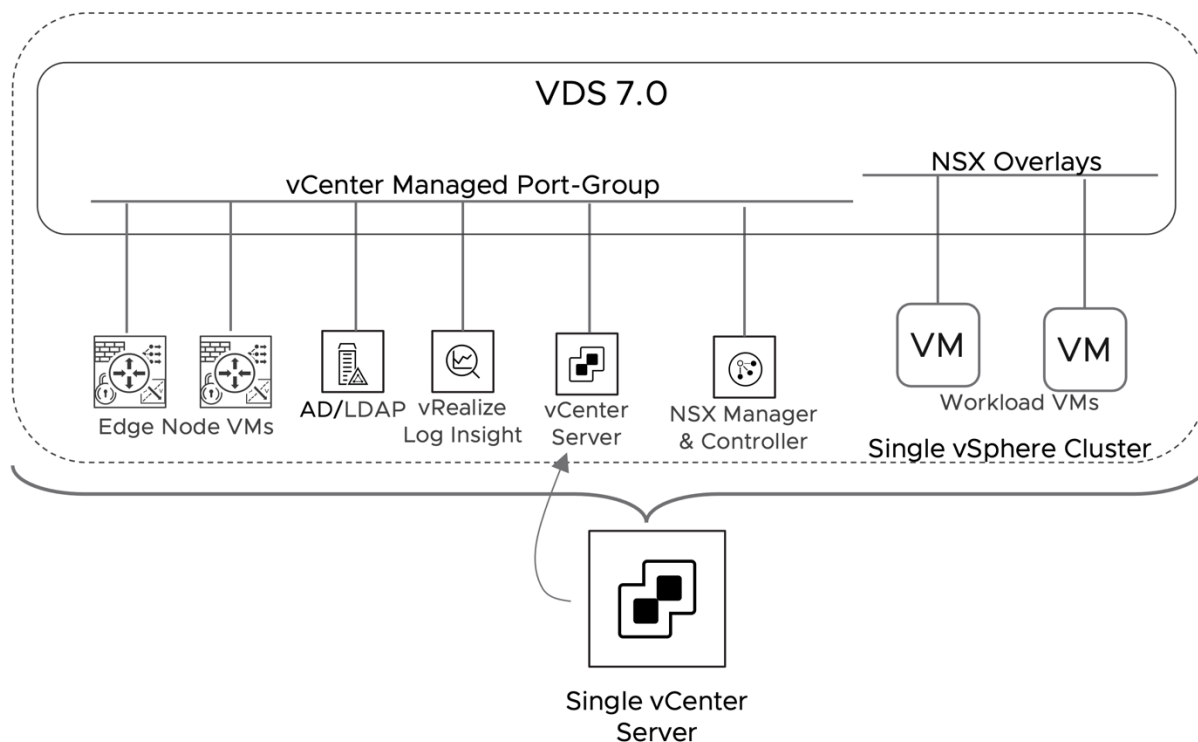 VDS 7.0
NSX Overlays
vCenter Managed Port-Group
VM
VM
Edge Node VMs
AD/LDAP
vRealize
Log Insight
vCenter
Server
NSX Manager
& Controller
Workload VMs
Single vSphere Cluster
Single vCenter
Server